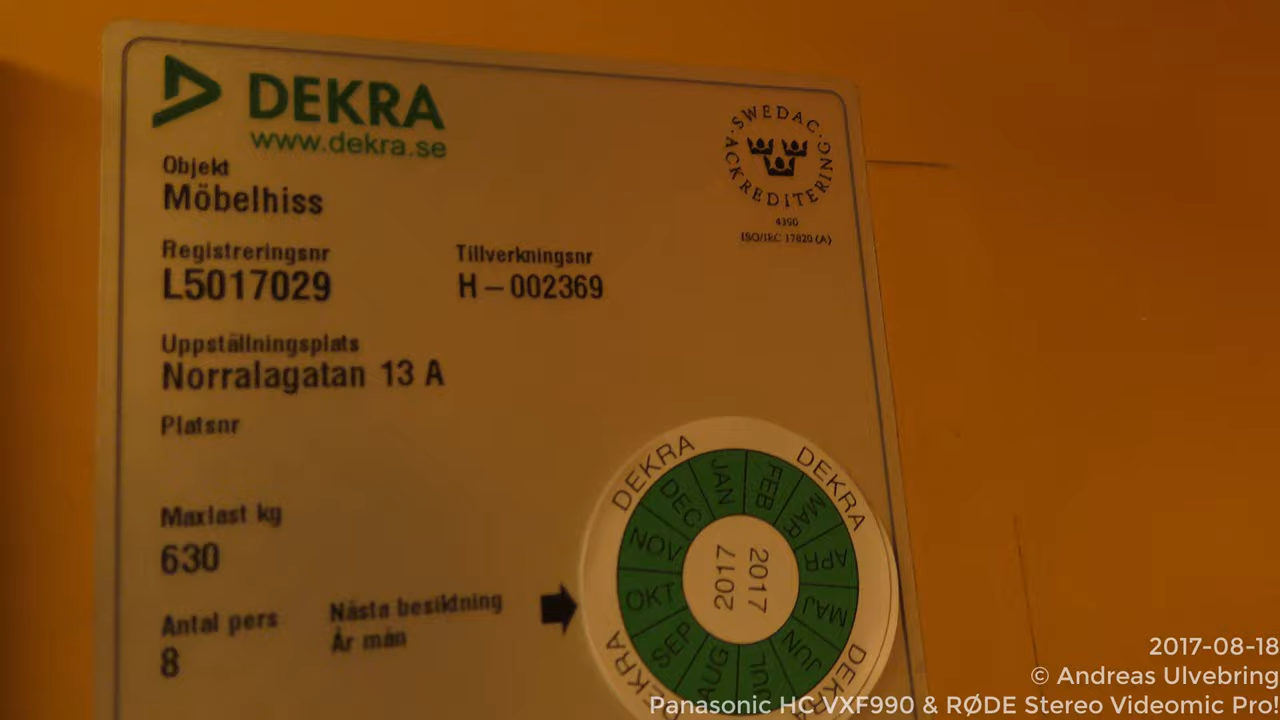 DEKRA
www.dekra.se
SWEDAC ACKREDITERING
4390
ISO/IEC 17020 (A)
Objekt
Möbelhiss
Registreringsnr
L5017029
Tillverkningsnr
H – 002369
Uppställningsplats
Norralagatan 13 A
Platsnr
Maxlast kg
630
Antal pers
8
Nästa besiktning
År mån
DEKRA DEKRA DEKRA DEKRA
JAN FEB MAR APR MAJ JUN JUL AUG SEP OKT NOV DEC
2017
2017
2017-08-18
© Andreas Ulvebring
Panasonic HC VXF990 & RØDE Stereo Videomic Pro!